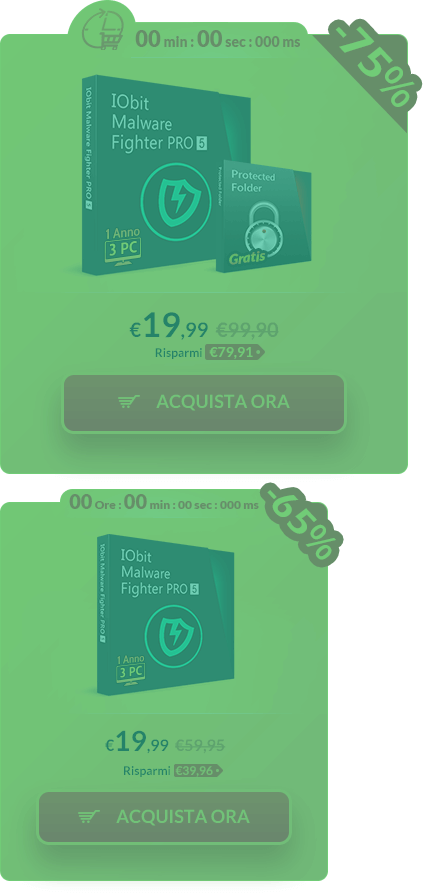 00 min : 00 sec : 000 ms
-75%
IObit
Malware
Fighter PRO 5
IObit Malware Fighter PRO 5
1 Anno
3 PC
Protected Folder
Protected
Folder
Gratis
€19,99 €99,90
Risparmi €79,91
ACQUISTA ORA
00 Ore : 00 min : 00 sec : 000 ms
-65%
IObit
Malware
Fighter PRO 5
IObit Malware Fighter PRO 5
1 Anno
3 PC
€19,99 €59,95
Risparmi €39,96
ACQUISTA ORA